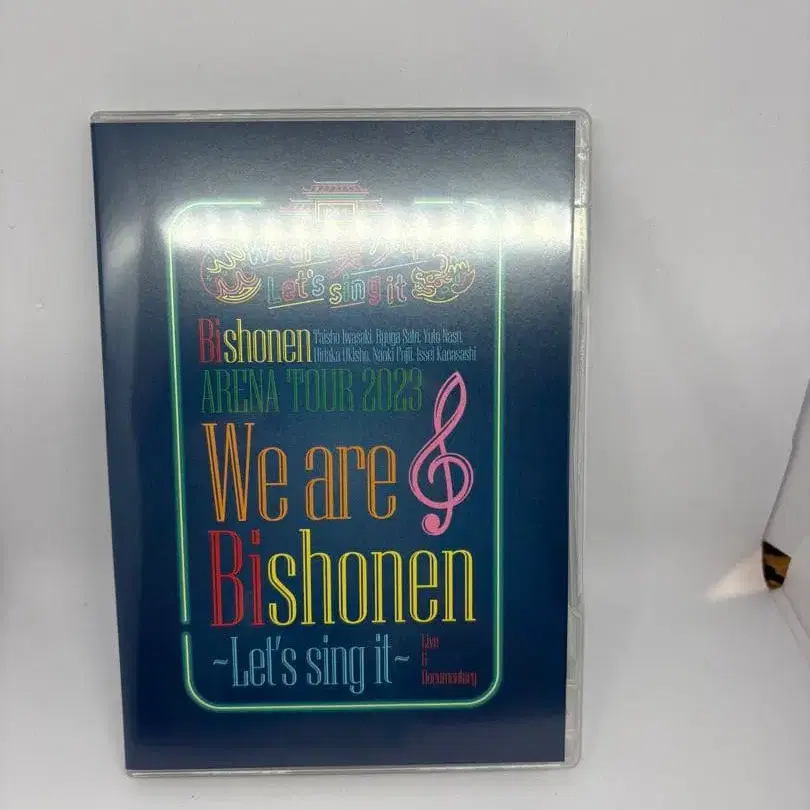 Let's sing it
Bishonen Taisho Iwasaki, Ryuga Sato, Yuto Nasu,
Hidaka Ukisho, Naoki Fujii, Issei Kanasashi
ARENA TOUR 2023
We are
Bishonen
~Let's sing it~
Live
&
Documentary